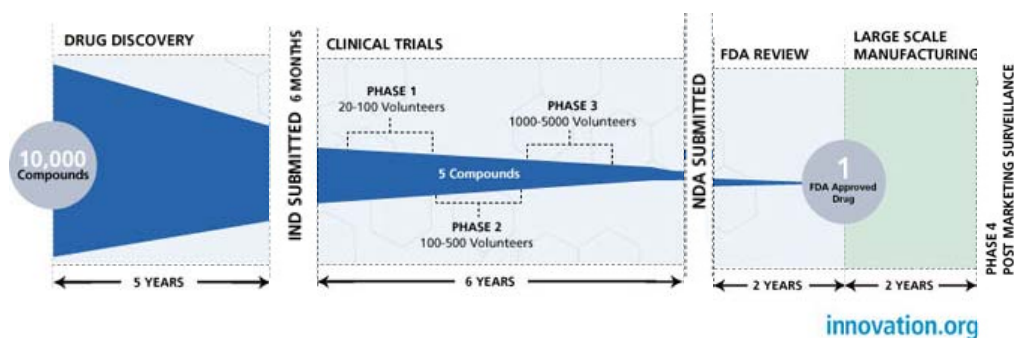 DRUG DISCOVERY
10,000
Compounds
5 YEARS
IND SUBMITTED 6 MONTHS
CLINICAL TRIALS
PHASE 1
20-100 Volunteers
PHASE 3
1000-5000 Volunteers
5 Compounds
PHASE 2
100-500 Volunteers
6 YEARS
NDA SUBMITTED
FDA REVIEW
1
FDA Approved
Drug
2 YEARS
LARGE SCALE
MANUFACTURING
2 YEARS
PHASE 4
POST MARKETING SURVEILLANCE
innovation.org